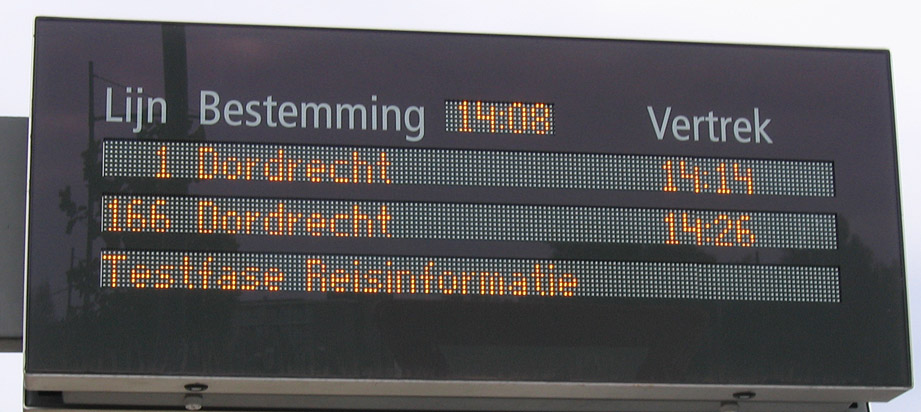 Lijn Bestemming 14:08 Vertrek
1 Dordrecht 14:14
166 Dordrecht 14:26
Testfase Reisinformatie